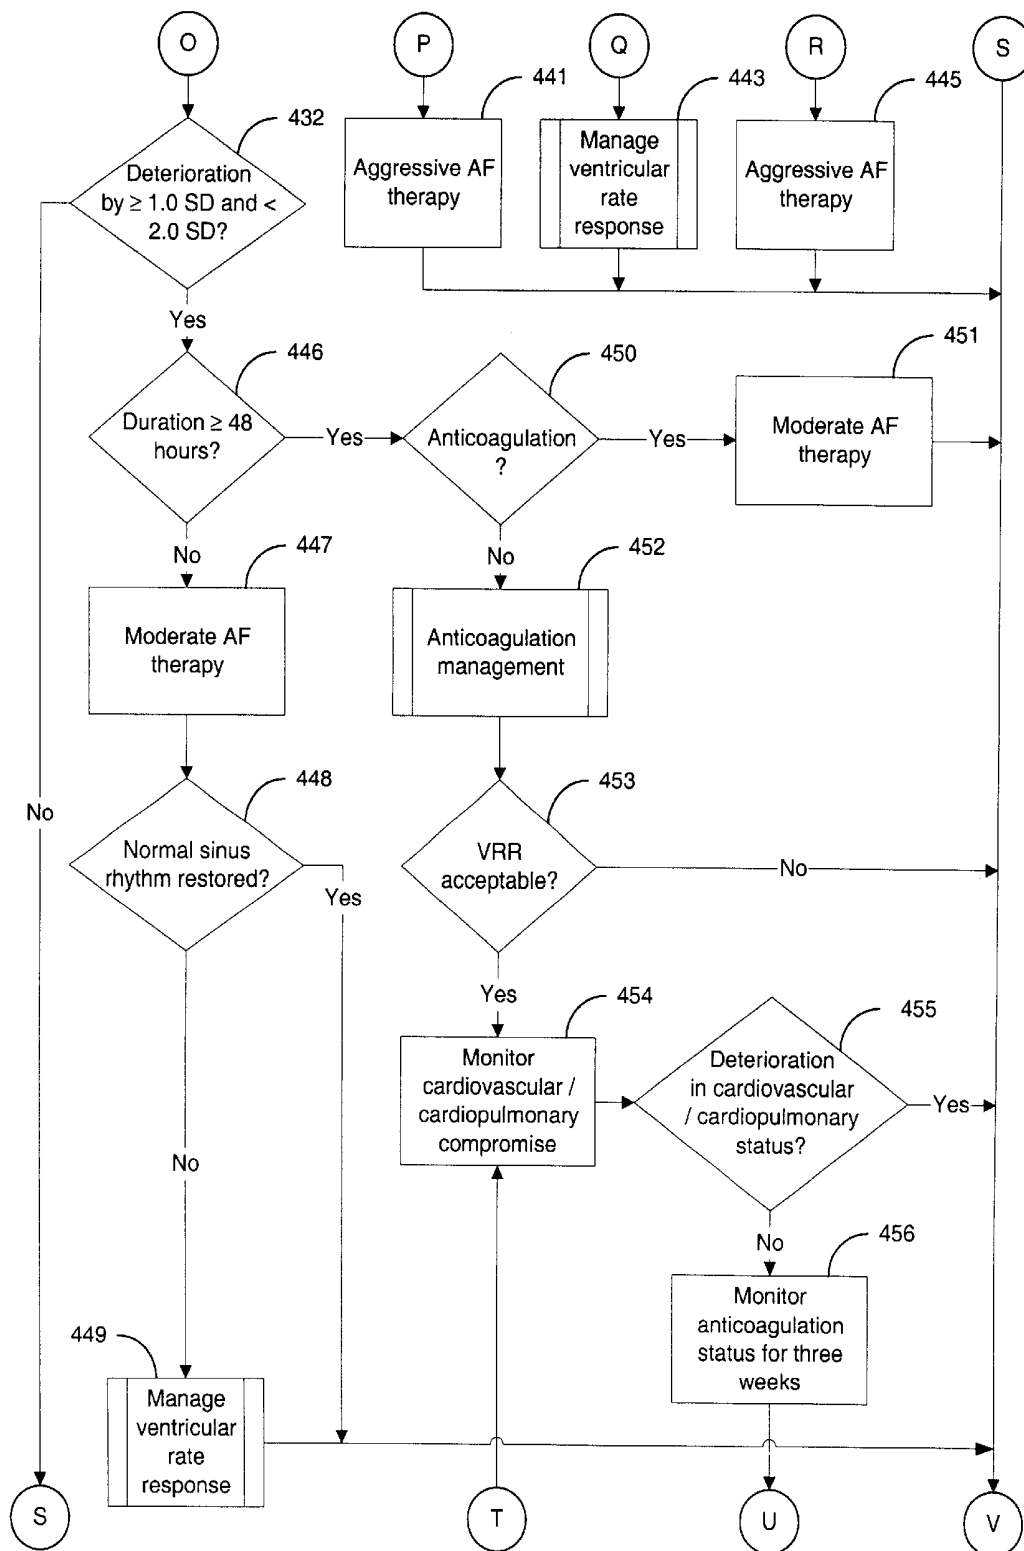 O
P
Q
R
S
441
443
445
432
Deterioration
by ≥ 1.0 SD and <
2.0 SD?
Aggressive AF
therapy
Manage
ventricular
rate
response
Aggressive AF
therapy
Yes
446
450
451
Duration ≥ 48
hours?
Yes
Anticoagulation
?
Yes
Moderate AF
therapy
No
447
No
452
Moderate AF
therapy
Anticoagulation
management
No
448
453
Normal sinus
rhythm restored?
Yes
VRR
acceptable?
No
Yes
454
455
Monitor
cardiovascular /
cardiopulmonary
compromise
Deterioration
in cardiovascular
/ cardiopulmonary
status?
Yes
No
No
456
449
Monitor
anticoagulation
status for three
weeks
Manage
ventricular
rate
response
S
T
U
V